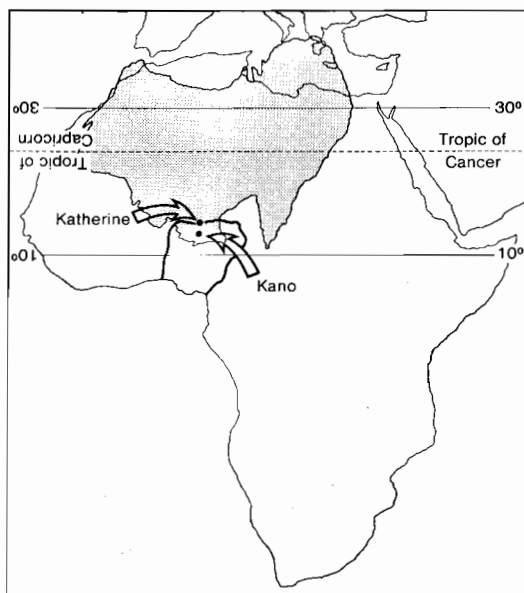 30º
30º
Tropic of
Capricorn
Tropic of
Cancer
Katherine
10º
10º
Kano